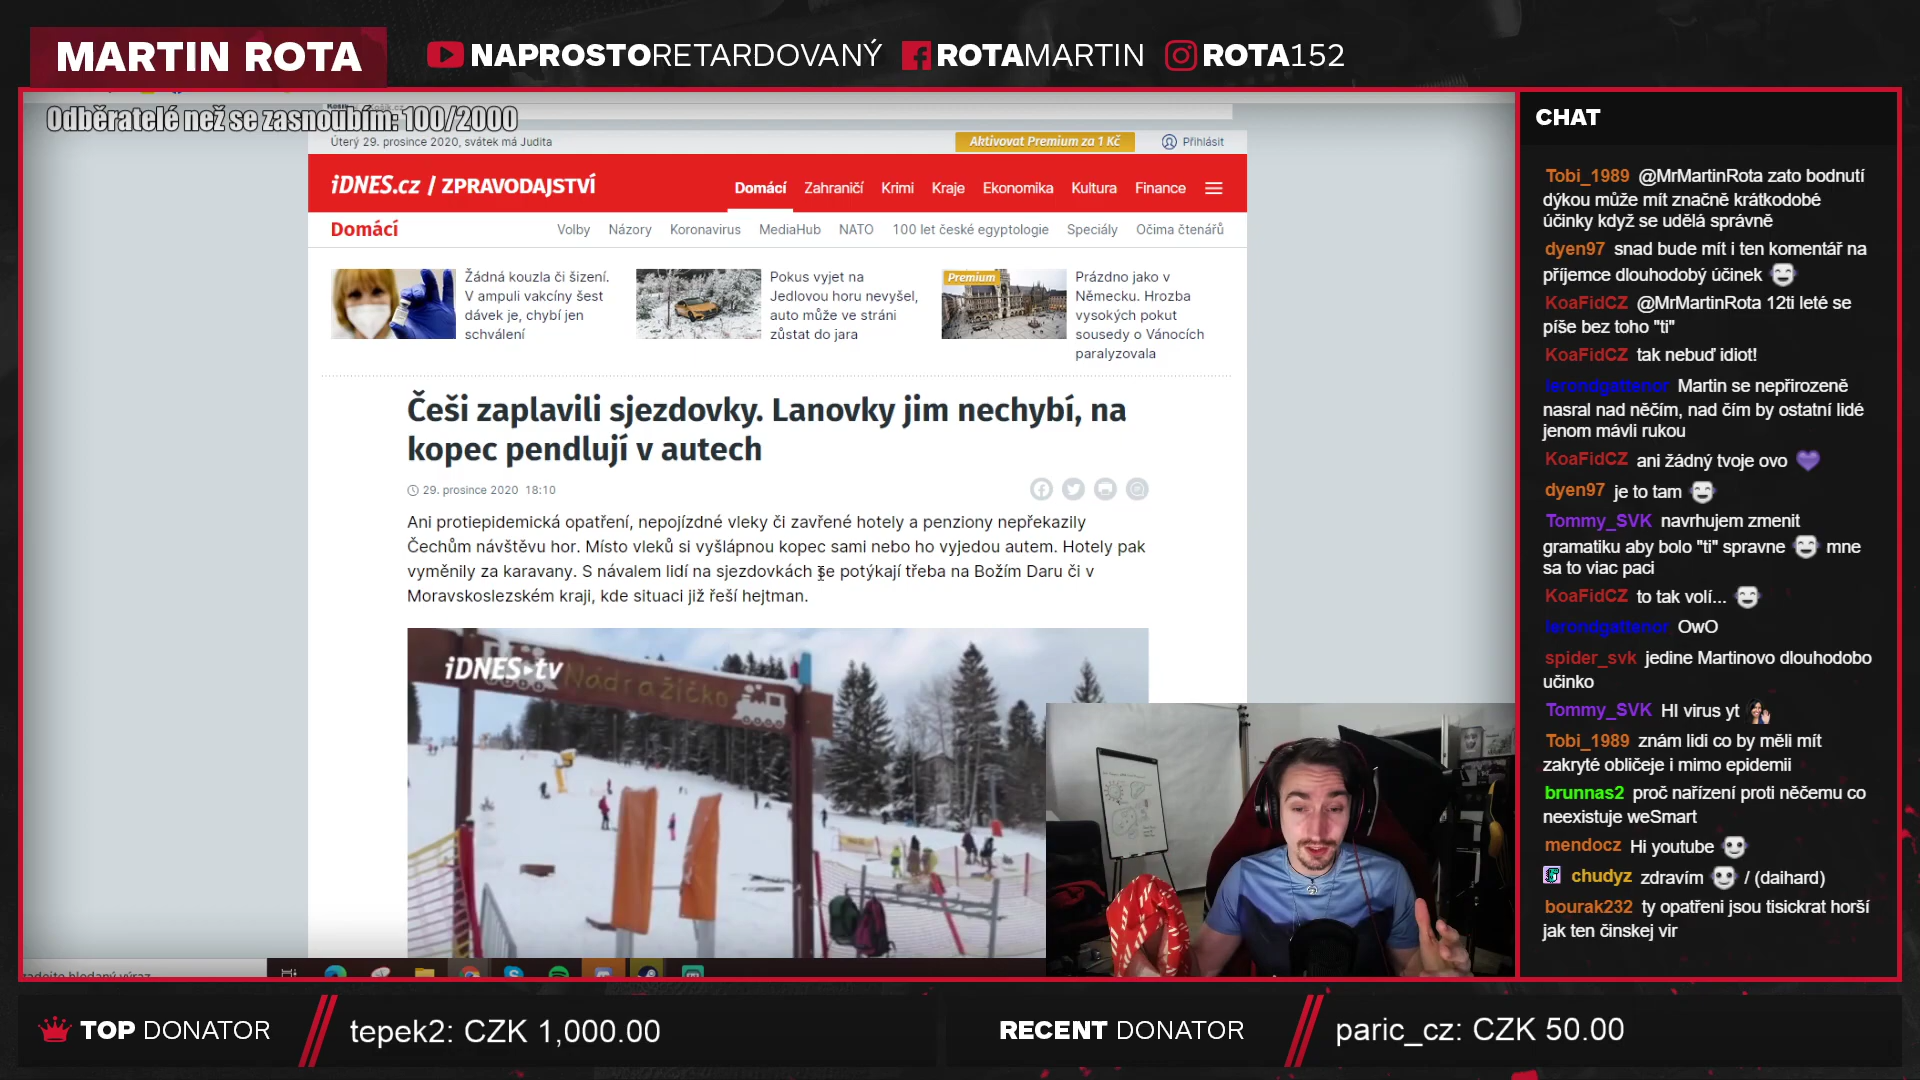 MARTIN ROTA
NAPROSTORETARDOVANÝ ROTAMARTIN ROTA152
Odběratelé než se zasnoubím: 100/2000
Úterý 29. prosince 2020, svátek má Judita
Aktivovat Premium za 1 Kč
Přihlásit
iDNES.cz / ZPRAVODAJSTVÍ
Domácí Zahraničí Krimi Kraje Ekonomika Kultura Finance
Domácí
Volby Názory Koronavirus MediaHub NATO 100 let české egyptologie Speciály Očima čtenářů
Žádná kouzla či šizení.
V ampuli vakcíny šest
dávek je, chybí jen
schválení
Pokus vyjet na
Jedlovou horu nevyšel,
auto může ve stráni
zůstat do jara
Premium
Prázdno jako v
Německu. Hrozba
vysokých pokut
sousedy o Vánocích
paralyzovala
Češi zaplavili sjezdovky. Lanovky jim nechybí, na
kopec pendlují v autech
29. prosince 2020 18:10
Ani protiepidemická opatření, nepojízdné vleky či zavřené hotely a penziony nepřekazily
Čechům návštěvu hor. Místo vleků si vyšlápnou kopec sami nebo ho vyjedou autem. Hotely pak
vyměnily za karavany. S návalem lidí na sjezdovkách se potýkají třeba na Božím Daru či v
Moravskoslezském kraji, kde situaci již řeší hejtman.
iDNES tv
Nádražíčko
CHAT
Tobi_1989 @MrMartinRota zato bodnutí
dýkou může mít značně krátkodobé
účinky když se udělá správně
dyen97 snad bude mít i ten komentář na
příjemce dlouhodobý účinek
KoaFidCZ @MrMartinRota 12ti leté se
píše bez toho "ti"
KoaFidCZ tak nebuď idiot!
lerondgattenor Martin se nepřirozeně
nasral nad něčím, nad čím by ostatní lidé
jenom mávli rukou
KoaFidCZ ani žádný tvoje ovo
dyen97 je to tam
Tommy_SVK navrhujem zmenit
gramatiku aby bolo "ti" spravne mne
sa to viac paci
KoaFidCZ to tak volí...
lerondgattenor OwO
spider_svk jedine Martinovo dlouhodobo
učinko
Tommy_SVK HI virus yt
Tobi_1989 znám lidi co by měli mít
zakryté obličeje i mimo epidemii
brunnas2 proč nařízení proti něčemu co
neexistuje weSmart
mendocz Hi youtube
chudyz zdravím / (daihard)
bourak232 ty opatřeni jsou tisickrat horší
jak ten činskej vir
TOP DONATOR
tepek2: CZK 1,000.00
RECENT DONATOR
paric_cz: CZK 50.00